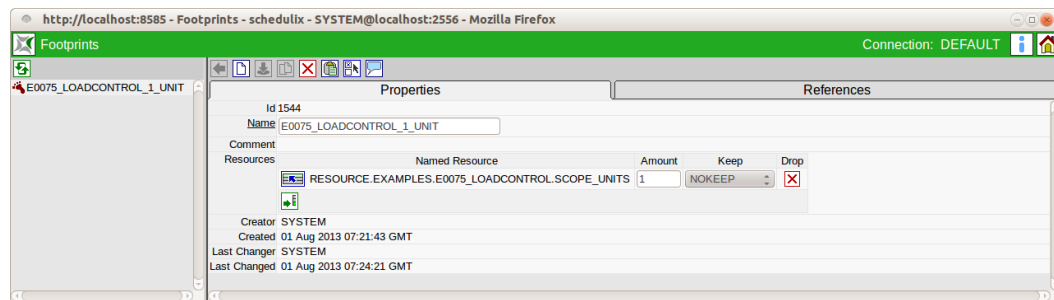 http://localhost:8585 - Footprints - schedulix - SYSTEM@localhost:2556 - Mozilla Firefox
Footprints
Connection: DEFAULT
E0075_LOADCONTROL_1_UNIT
Properties
References
Id 1544
Name E0075_LOADCONTROL_1_UNIT
Comment
Resources Named Resource Amount Keep Drop
RESOURCE.EXAMPLES.E0075_LOADCONTROL.SCOPE_UNITS 1 NOKEEP
Creator SYSTEM
Created 01 Aug 2013 07:21:43 GMT
Last Changer SYSTEM
Last Changed 01 Aug 2013 07:24:21 GMT